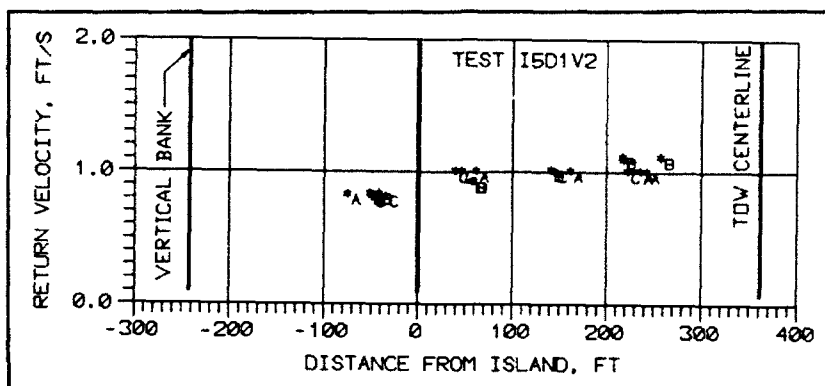 2.0
TEST I5D1V2
RETURN VELOCITY, FT/S
VERTICAL BANK
TOW CENTERLINE
1.0
B
B
A
C
A
B
A
C A A
0.0
-300
-200
-100
0
100
200
300
400
DISTANCE FROM ISLAND, FT